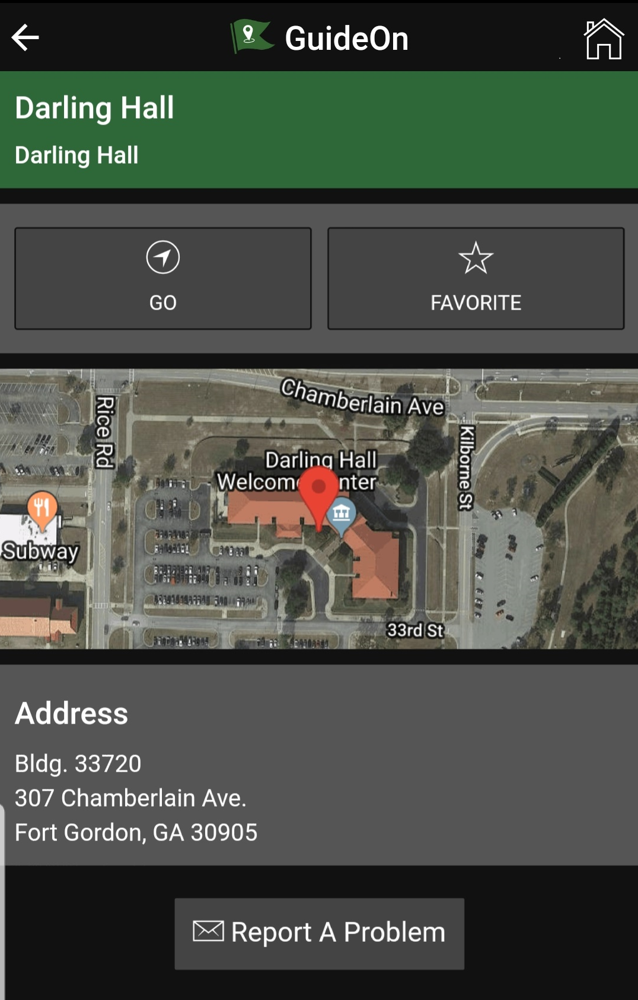 GuideOn
Darling Hall
Darling Hall
GO
FAVORITE
Chamberlain Ave
Rice Rd
Kilborne St
Darling Hall
Welcom nter
Subway
33rd St
Address
Bldg. 33720
307 Chamberlain Ave.
Fort Gordon, GA 30905
Report A Problem